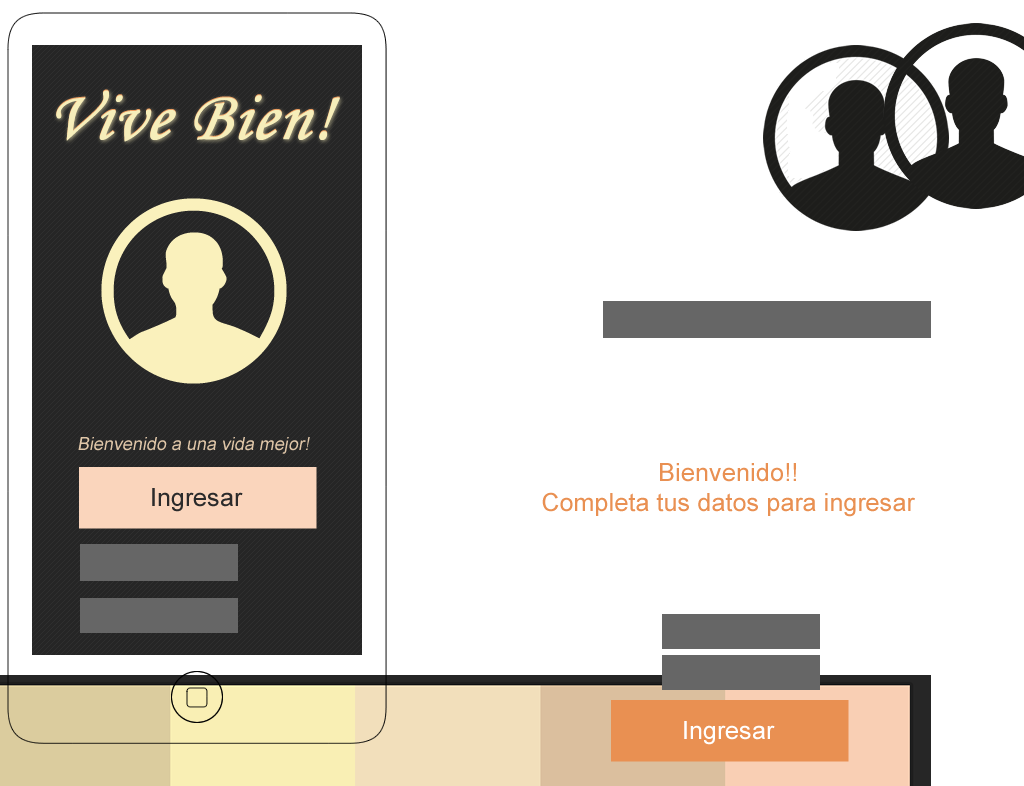 Vive Bien!
Bienvenido a una vida mejor!
Ingresar
Bienvenido!!
Completa tus datos para ingresar
Ingresar